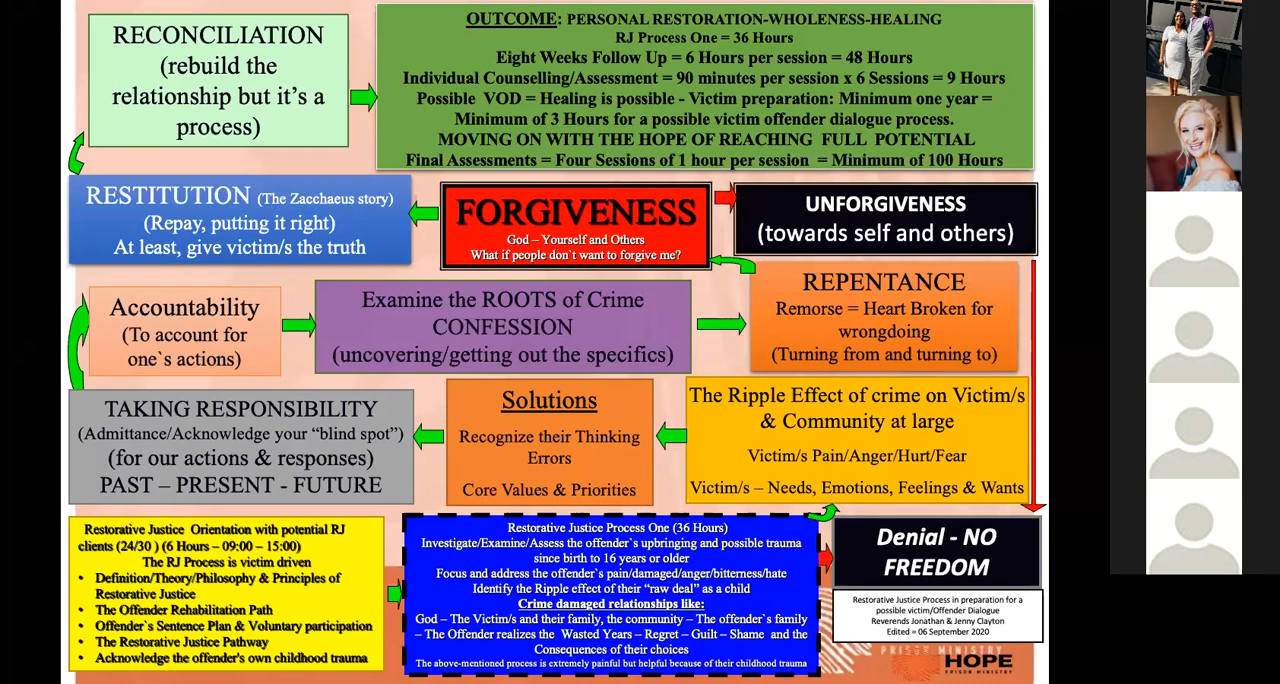 RECONCILIATION
(rebuild the
relationship but it's a
process)
OUTCOME: PERSONAL RESTORATION-WHOLENESS-HEALING
RJ Process One = 36 Hours
Eight Weeks Follow Up = 6 Hours per session = 48 Hours
Individual Counselling/Assessment = 90 minutes per session x 6 Sessions = 9 Hours
Possible VOD = Healing is possible - Victim preparation: Minimum one year =
Minimum of 3 Hours for a possible victim offender dialogue process.
MOVING ON WITH THE HOPE OF REACHING FULL POTENTIAL
Final Assessments = Four Sessions of 1 hour per session = Minimum of 100 Hours
RESTITUTION (The Zacchaeus story)
(Repay, putting it right)
At least, give victim/s the truth
FORGIVENESS
God – Yourself and Others
What if people don`t want to forgive me?
UNFORGIVENESS
(towards self and others)
Accountability
(To account for
one`s actions)
Examine the ROOTS of Crime
CONFESSION
(uncovering/getting out the specifics)
REPENTANCE
Remorse = Heart Broken for
wrongdoing
(Turning from and turning to)
TAKING RESPONSIBILITY
(Admittance/Acknowledge your “blind spot”)
(for our actions & responses)
PAST – PRESENT - FUTURE
Solutions
Recognize their Thinking
Errors
Core Values & Priorities
The Ripple Effect of crime on Victim/s
& Community at large
Victim/s Pain/Anger/Hurt/Fear
Victim/s – Needs, Emotions, Feelings & Wants
Restorative Justice Orientation with potential RJ
clients (24/30 ) (6 Hours – 09:00 – 15:00)
The RJ Process is victim driven
• Definition/Theory/Philosophy & Principles of
Restorative Justice
• The Offender Rehabilitation Path
• Offender`s Sentence Plan & Voluntary participation
• The Restorative Justice Pathway
• Acknowledge the offender's own childhood trauma
Restorative Justice Process One (36 Hours)
Investigate/Examine/Assess the offender`s upbringing and possible trauma
since birth to 16 years or older
Focus and address the offender`s pain/damaged/anger/bitterness/hate
Identify the Ripple effect of their “raw deal” as a child
Crime damaged relationships like:
God – The Victim/s and their family, the community – The offender`s family
– The Offender realizes the Wasted Years – Regret – Guilt – Shame and the
Consequences of their choices
The above-mentioned process is extremely painful but helpful because of their childhood trauma
Denial - NO
FREEDOM
Restorative Justice Process in preparation for a
possible victim/Offender Dialogue
Reverends Jonathan & Jenny Clayton
Edited = 06 September 2020
HOPE
PRISON MINISTRY